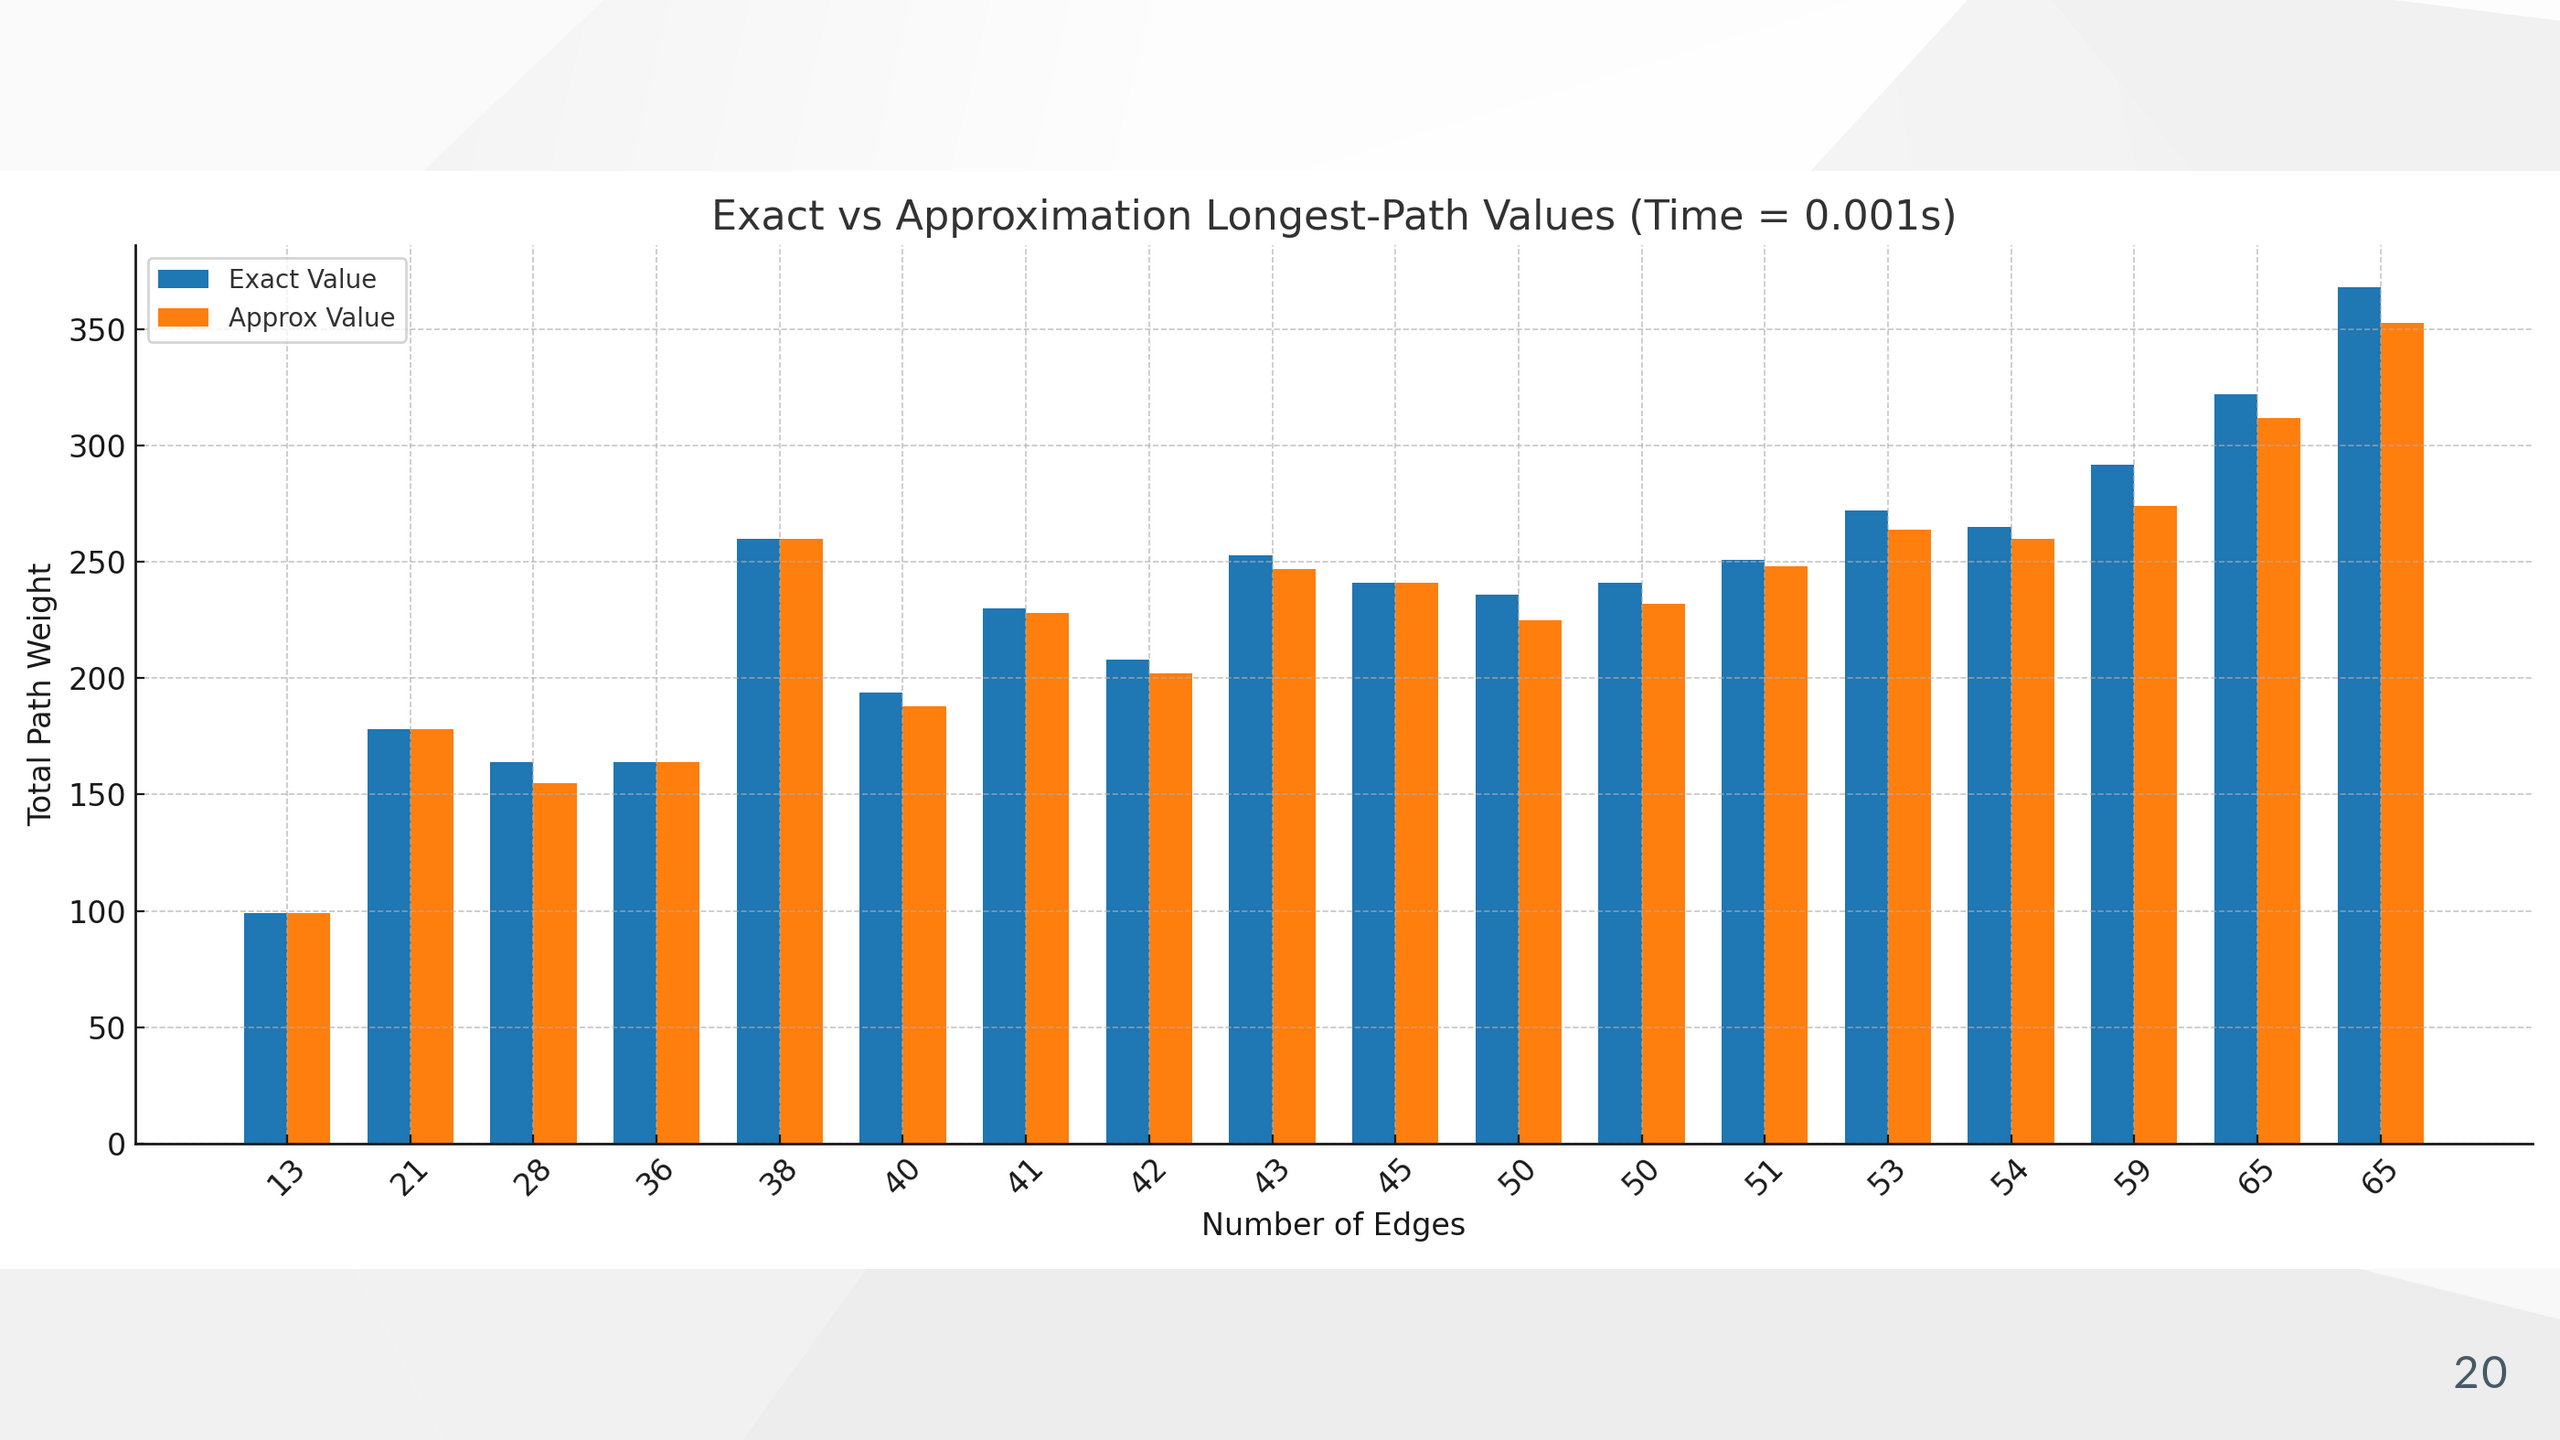 Exact vs Approximation Longest-Path Values (Time = 0.001s)
Exact Value
Approx Value
Total Path Weight
350
300
250
200
150
100
50
0
13 21 28 36 38 40 41 42 43 45 50 50 51 53 54 59 65 65
Number of Edges
20